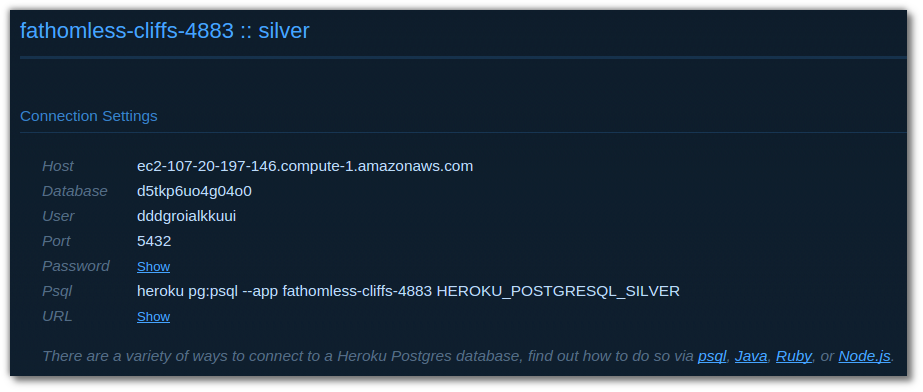 fathomless-cliffs-4883 :: silver
Connection Settings
Host ec2-107-20-197-146.compute-1.amazonaws.com
Database d5tkp6uo4g04o0
User dddgroialkkuui
Port 5432
Password Show
Psql heroku pg:psql --app fathomless-cliffs-4883 HEROKU_POSTGRESQL_SILVER
URL Show
There are a variety of ways to connect to a Heroku Postgres database, find out how to do so via psql, Java, Ruby, or Node.js.